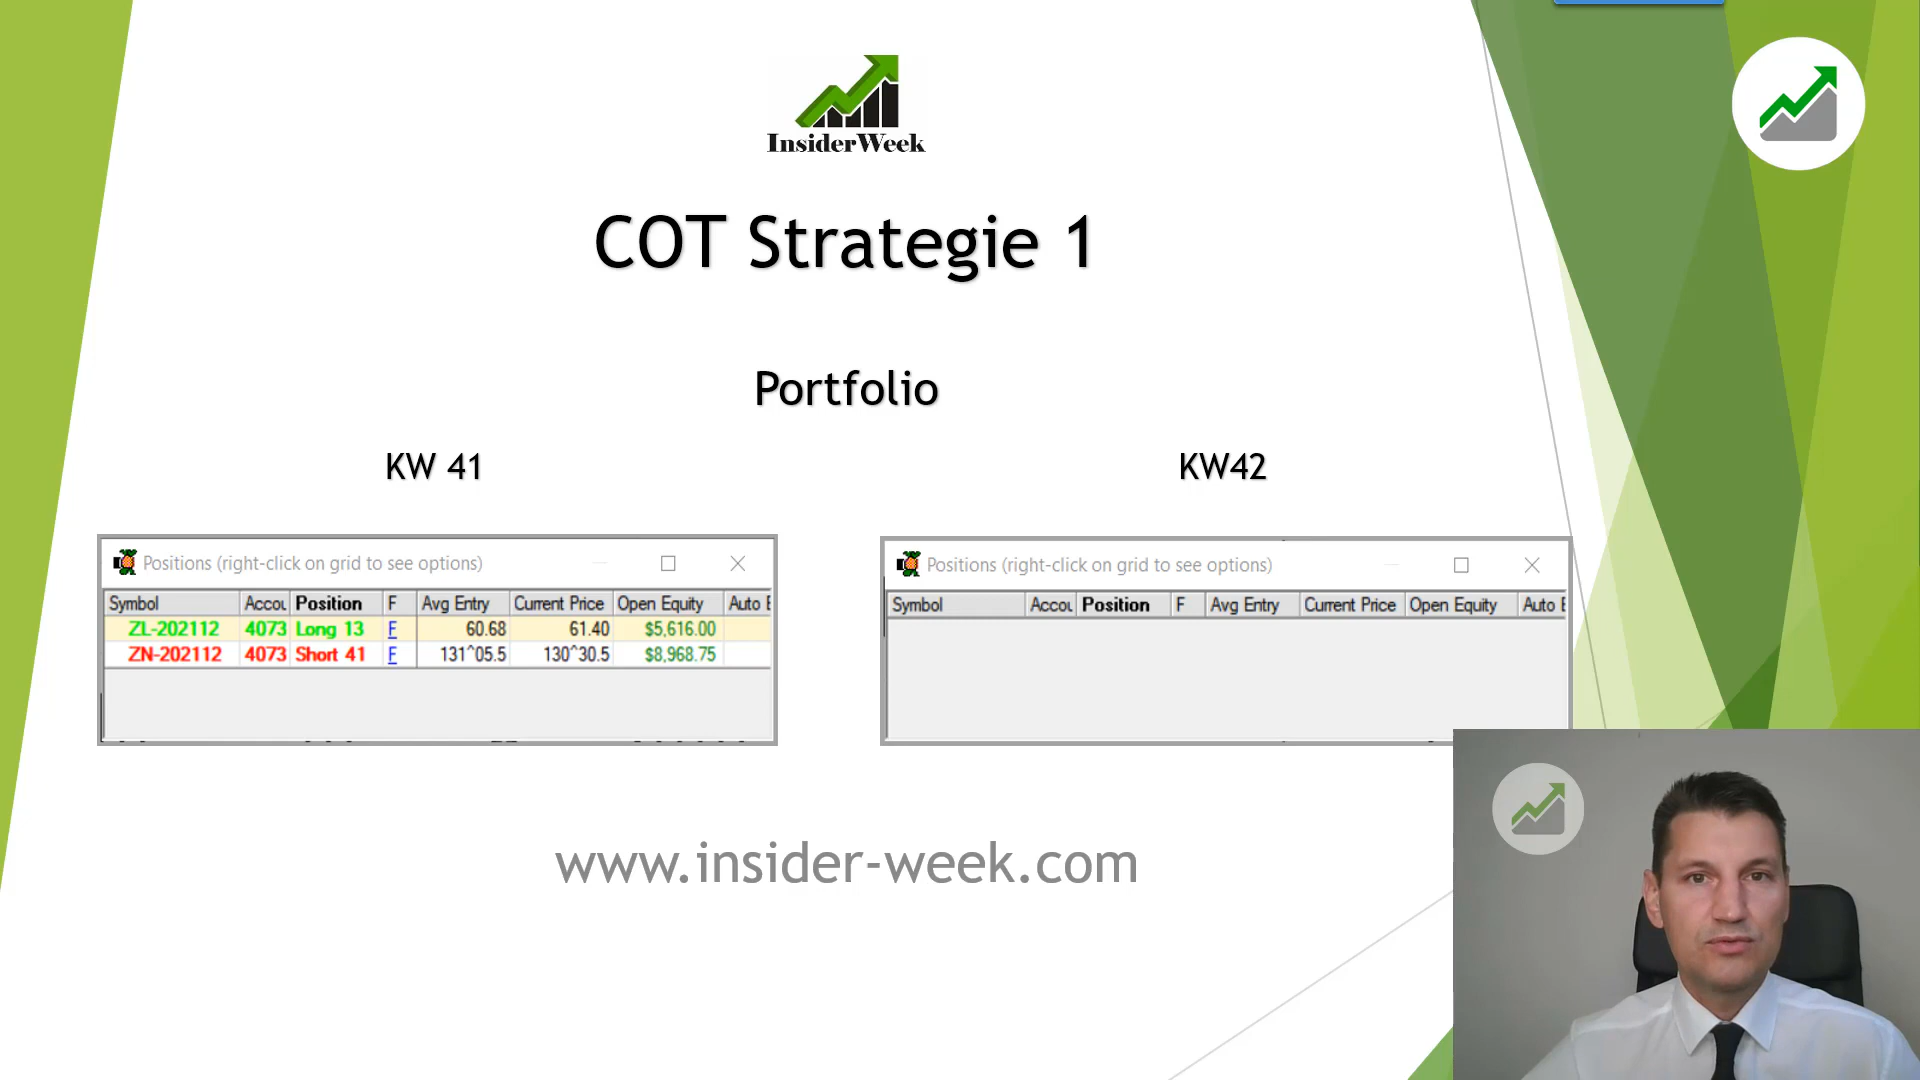 InsiderWeek
COT Strategie 1
Portfolio
KW 41
KW42
Positions (right-click on grid to see options)
Symbol Accou Position F Avg Entry Current Price Open Equity Auto E
ZL-202112 4073 Long 13 F 60.68 61.40 $5,616.00
ZN-202112 4073 Short 41 F 131^05.5 130^30.5 $8,968.75
Positions (right-click on grid to see options)
Symbol Accou Position F Avg Entry Current Price Open Equity Auto E
www.insider-week.com